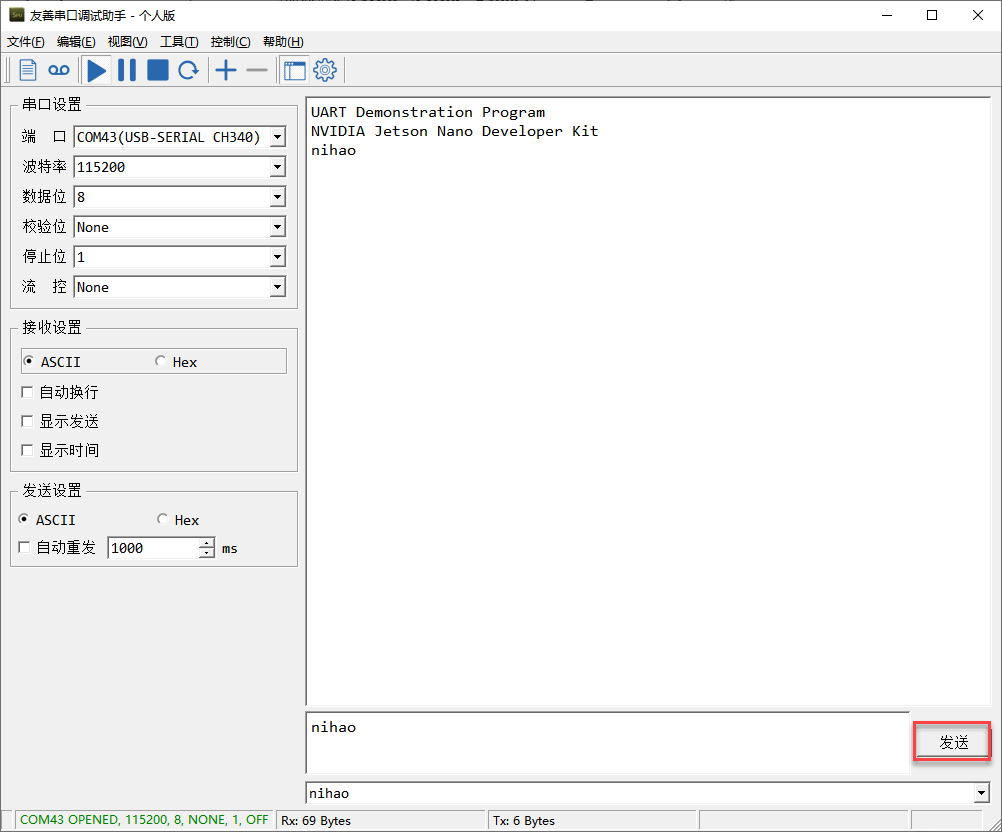 友善串口调试助手 - 个人版
文件(F) 编辑(E) 视图(V) 工具(T) 控制(C) 帮助(H)
串口设置
端 口 COM43(USB-SERIAL CH340)
波特率 115200
数据位 8
校验位 None
停止位 1
流 控 None
接收设置
ASCII Hex
自动换行
显示发送
显示时间
发送设置
ASCII Hex
自动重发 1000 ms
UART Demonstration Program
NVIDIA Jetson Nano Developer Kit
nihao
nihao
发送
nihao
COM43 OPENED, 115200, 8, NONE, 1, OFF Rx: 69 Bytes Tx: 6 Bytes